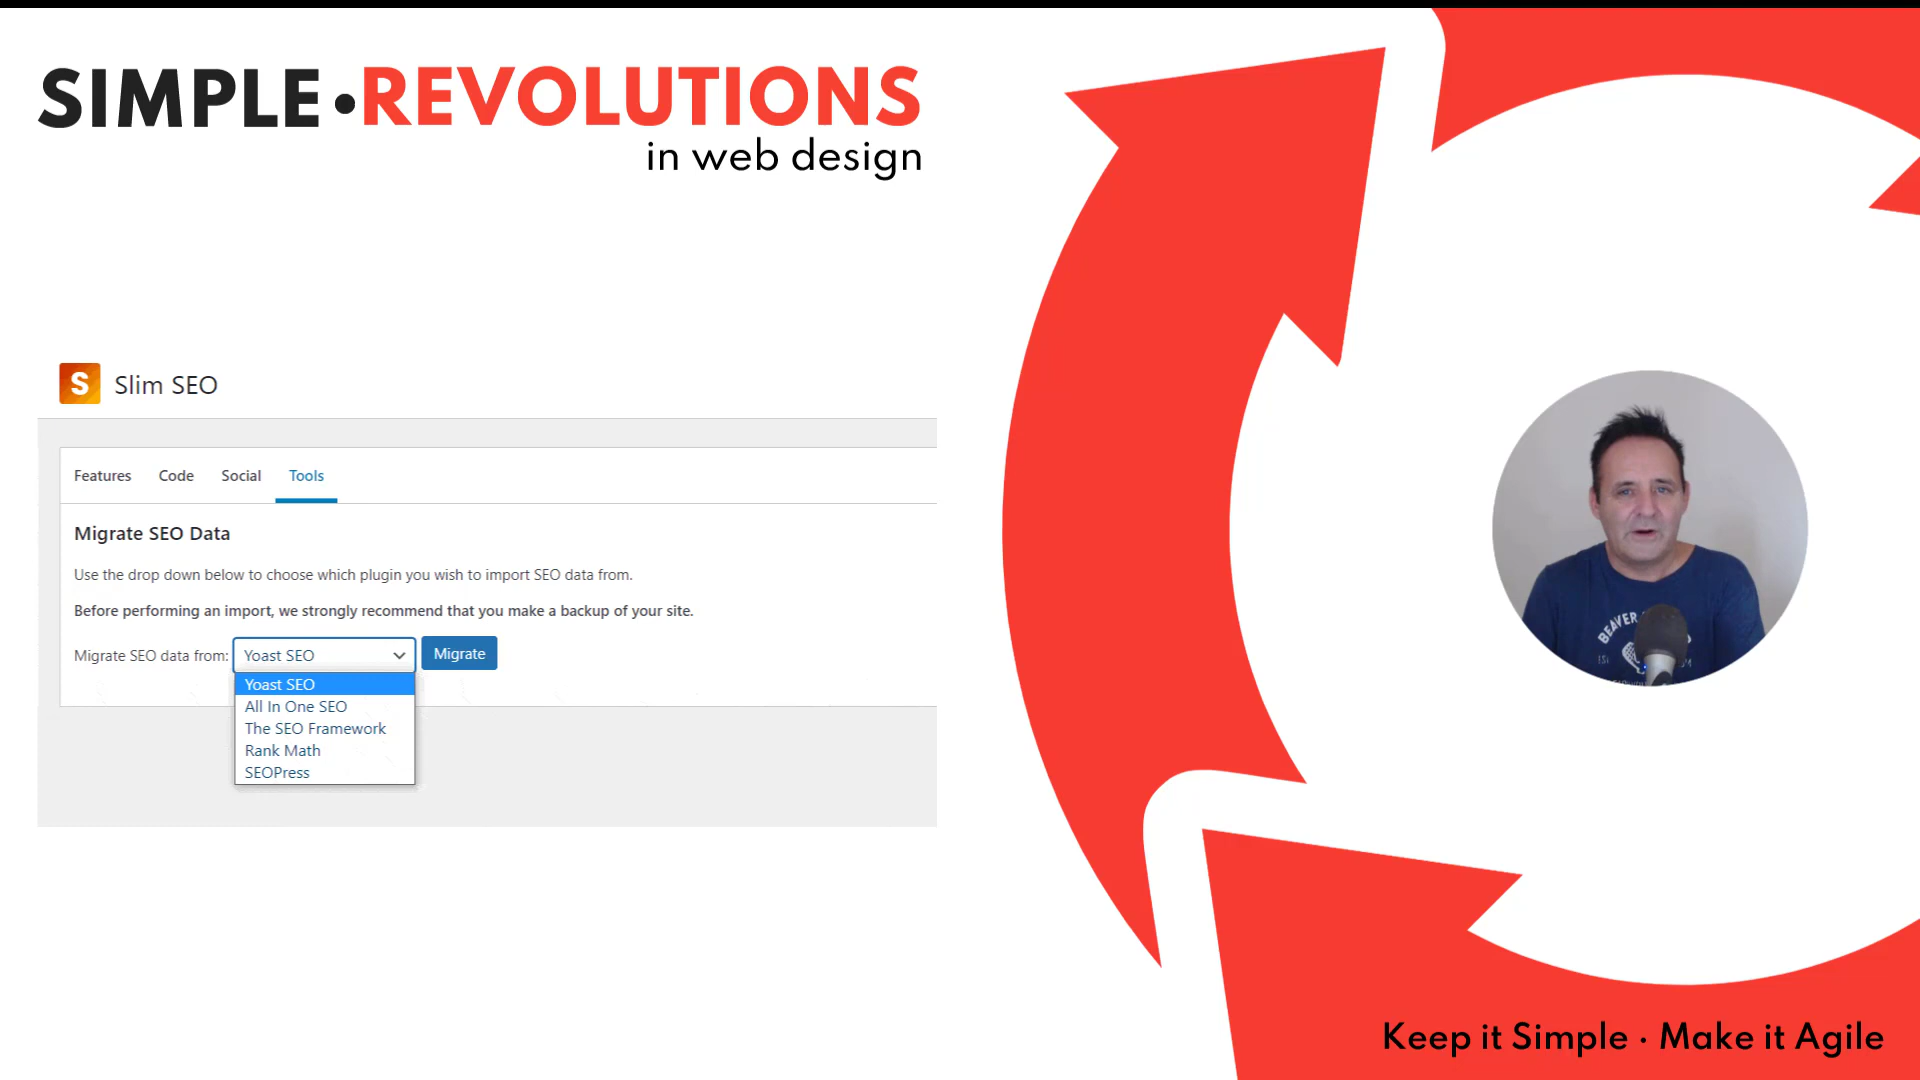 SIMPLE•REVOLUTIONS
in web design
S Slim SEO
Features Code Social Tools
Migrate SEO Data
Use the drop down below to choose which plugin you wish to import SEO data from.
Before performing an import, we strongly recommend that you make a backup of your site.
Migrate SEO data from: Yoast SEO Migrate
Yoast SEO
All In One SEO
The SEO Framework
Rank Math
SEOPress
BEAVER
Keep it Simple • Make it Agile